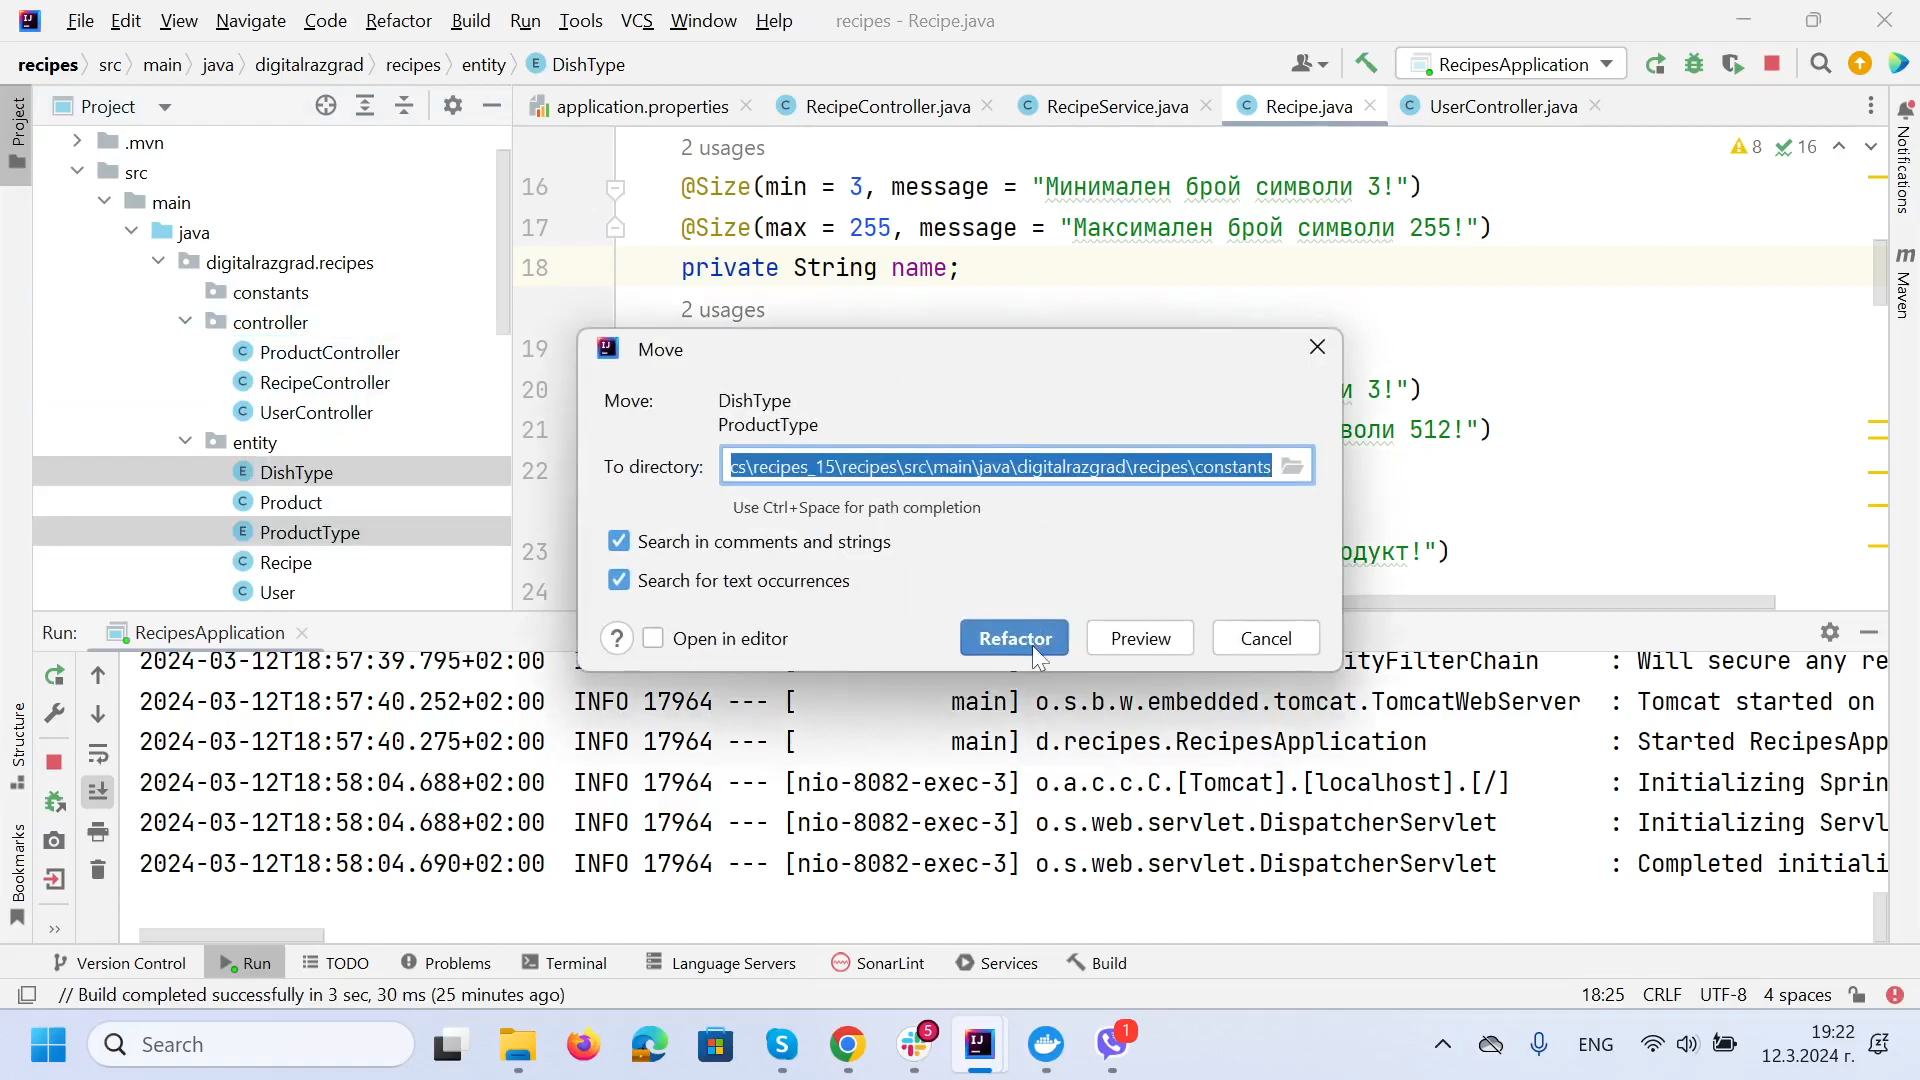 File Edit View Navigate Code Refactor Build Run Tools VCS Window Help recipes - Recipe.java
recipes src main java digitalrazgrad recipes entity DishType RecipesApplication
Project
Project
application.properties RecipeController.java RecipeService.java Recipe.java UserController.java
Notifications
Maven
.mvn
src
main
java
digitalrazgrad.recipes
constants
controller
ProductController
RecipeController
UserController
entity
DishType
Product
ProductType
Recipe
User
8 16
2 usages
16 @Size(min = 3, message = "Минимален брой символи 3!")
17 @Size(max = 255, message = "Максимален брой символи 255!")
18 private String name;
2 usages
19
20 и 3!")
21 воли 512!")
22
23 одукт!")
24
Move
Move: DishType
ProductType
To directory: cs\recipes_15\recipes\src\main\java\digitalrazgrad\recipes\constants
Use Ctrl+Space for path completion
Search in comments and strings
Search for text occurrences
? Open in editor Refactor Preview Cancel
Run: RecipesApplication
2024-03-12T18:57:39.795+02:00 ityFilterChain : Will secure any re
2024-03-12T18:57:40.252+02:00 INFO 17964 --- [ main] o.s.b.w.embedded.tomcat.TomcatWebServer : Tomcat started on
2024-03-12T18:57:40.275+02:00 INFO 17964 --- [ main] d.recipes.RecipesApplication : Started RecipesApp
2024-03-12T18:58:04.688+02:00 INFO 17964 --- [nio-8082-exec-3] o.a.c.c.C.[Tomcat].[localhost].[/] : Initializing Sprin
2024-03-12T18:58:04.688+02:00 INFO 17964 --- [nio-8082-exec-3] o.s.web.servlet.DispatcherServlet : Initializing Servl
2024-03-12T18:58:04.690+02:00 INFO 17964 --- [nio-8082-exec-3] o.s.web.servlet.DispatcherServlet : Completed initiali
Structure
Bookmarks
Version Control Run TODO Problems Terminal Language Servers SonarLint Services Build
// Build completed successfully in 3 sec, 30 ms (25 minutes ago) 18:25 CRLF UTF-8 4 spaces
Search 5 1 ENG 19:22
12.3.2024 г.